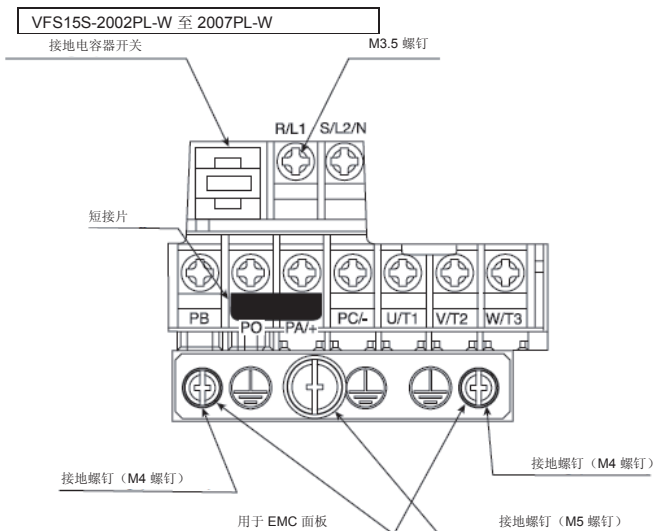 VFS15S-2002PL-W 至 2007PL-W
接地电容器开关
M3.5 螺钉
R/L1 S/L2/N
短接片
PB PO PA/+ PC/- U/T1 V/T2 W/T3
接地螺钉（M4 螺钉）
接地螺钉（M4 螺钉）
用于 EMC 面板
接地螺钉（M5 螺钉）